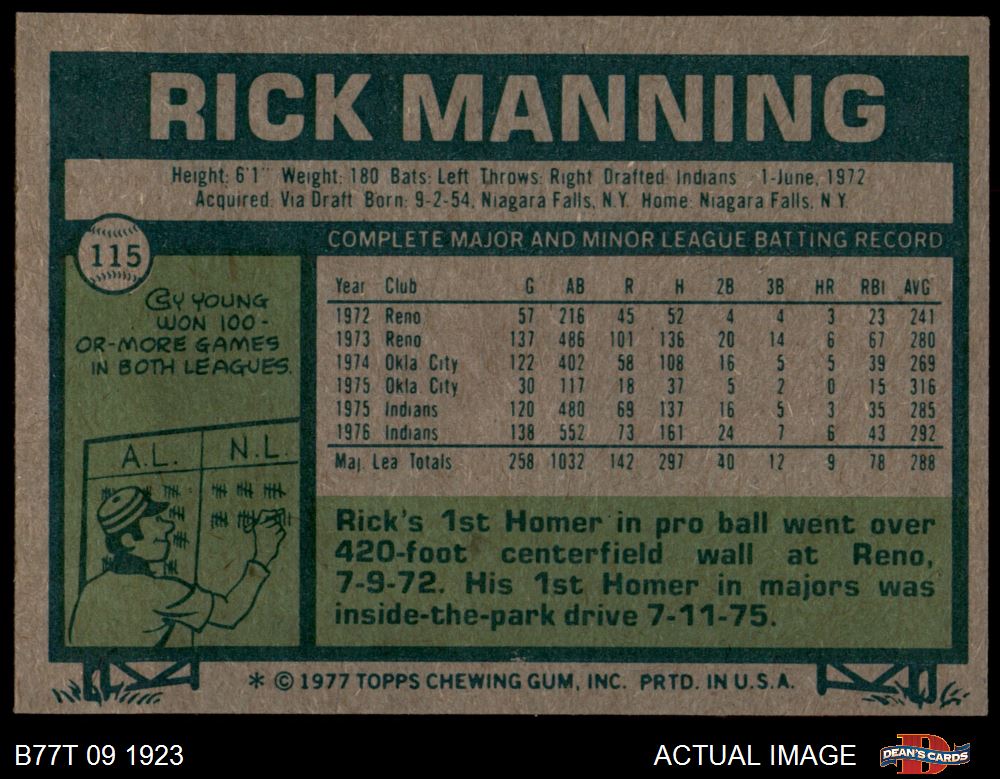 RICK MANNING
Height: 6'1" Weight: 180 Bats: Left Throws: Right Drafted: Indians 1-June, 1972
Acquired: Via Draft Born: 9-2-54, Niagara Falls, N.Y. Home: Niagara Falls, N.Y.
115
COMPLETE MAJOR AND MINOR LEAGUE BATTING RECORD
CY YOUNG
WON 100-
OR-MORE GAMES
IN BOTH LEAGUES.
A.L. N.L.
Year Club G AB R H 2B 3B HR RBI AVG
1972 Reno 57 216 45 52 4 4 3 23 241
1973 Reno 137 486 101 136 20 14 6 67 280
1974 Okla. City 122 402 58 108 16 5 5 39 269
1975 Okla. City 30 117 18 37 5 2 0 15 316
1975 Indians 120 480 69 137 16 5 3 35 285
1976 Indians 138 552 73 161 24 7 6 43 292
Maj. Lea Totals 258 1032 142 297 40 12 9 78 288
Rick's 1st Homer in pro ball went over
420-foot centerfield wall at Reno,
7-9-72. His 1st Homer in majors was
inside-the-park drive 7-11-75.
* © 1977 TOPPS CHEWING GUM, INC. PRTD. IN U.S.A.
B77T 09 1923 ACTUAL IMAGE DEAN'S CARDS